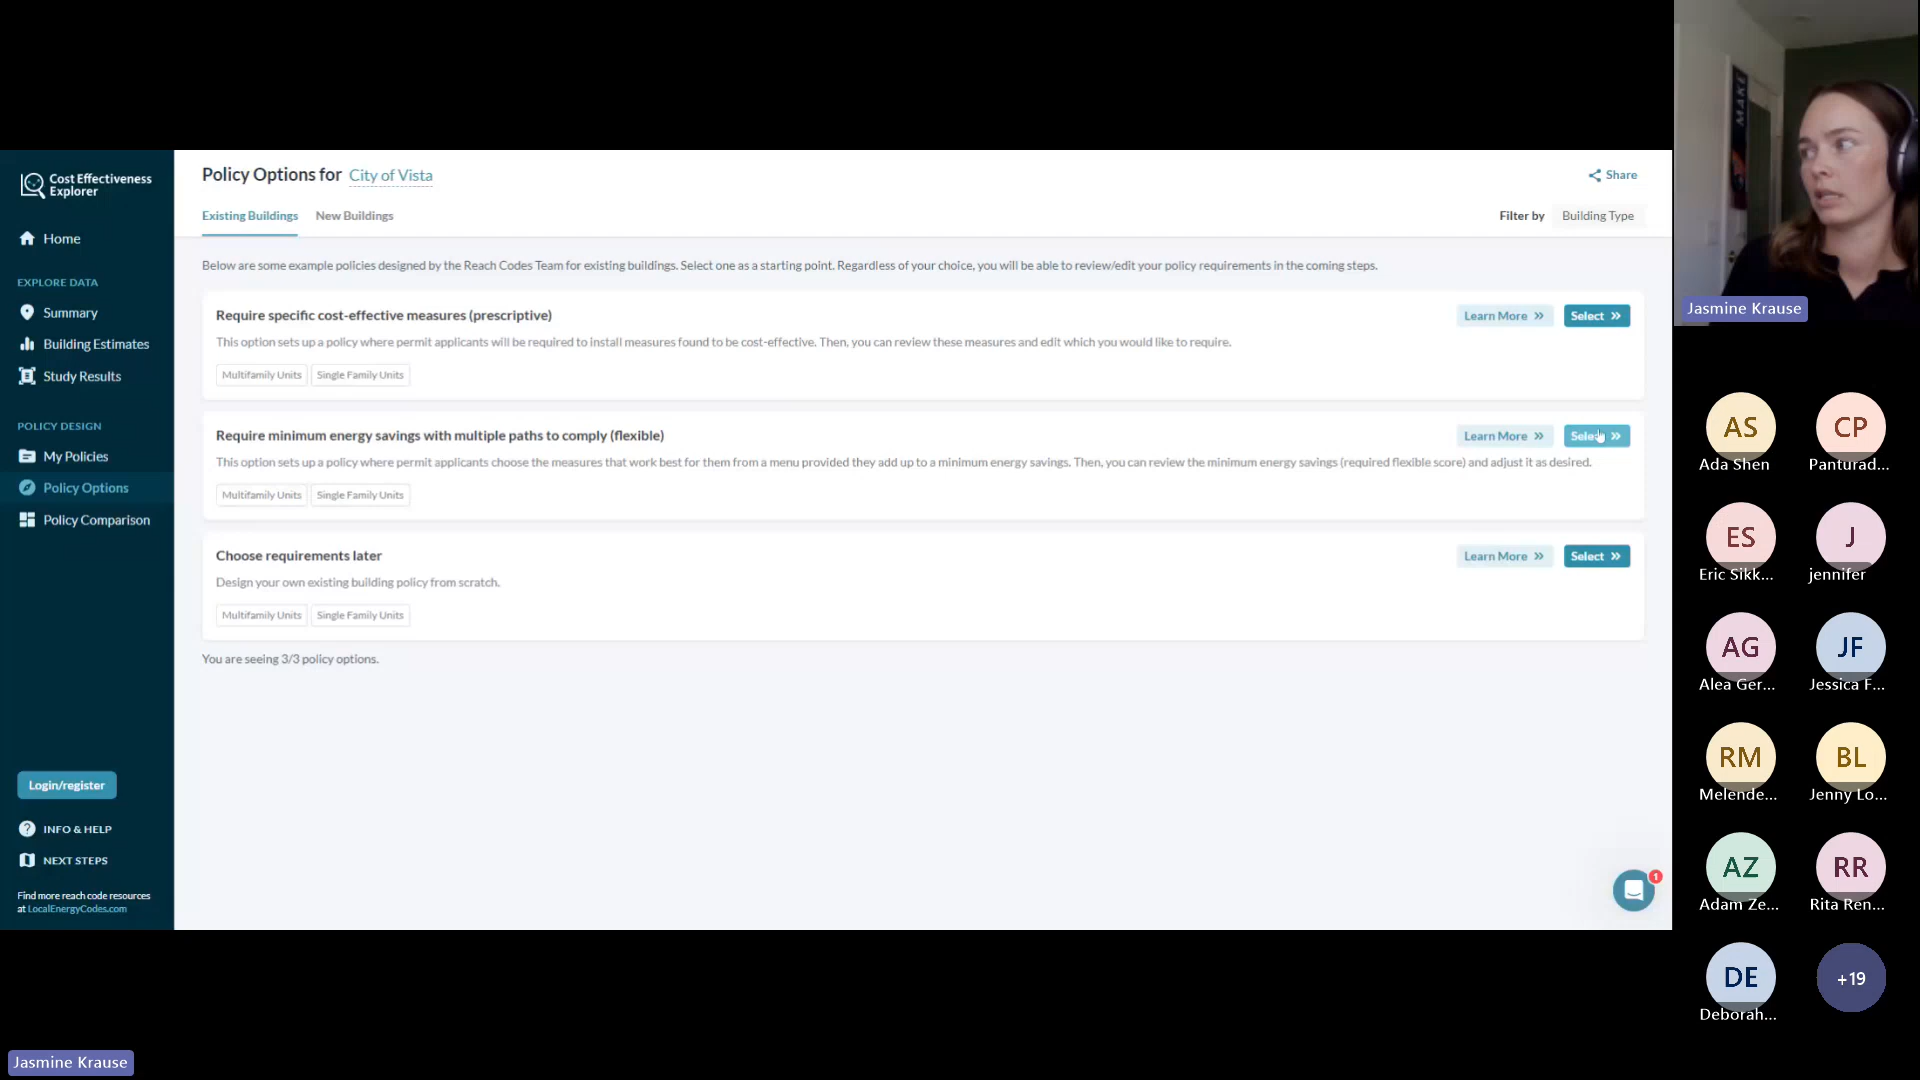 Cost Effectiveness
Explorer
Home
EXPLORE DATA
Summary
Building Estimates
Study Results
POLICY DESIGN
My Policies
Policy Options
Policy Comparison
Login/register
INFO & HELP
NEXT STEPS
Find more reach code resources
at LocalEnergyCodes.com
Policy Options for City of Vista
Share
Existing Buildings New Buildings
Filter by Building Type
Below are some example policies designed by the Reach Codes Team for existing buildings. Select one as a starting point. Regardless of your choice, you will be able to review/edit your policy requirements in the coming steps.
Require specific cost-effective measures (prescriptive)
Learn More » Select »
This option sets up a policy where permit applicants will be required to install measures found to be cost-effective. Then, you can review these measures and edit which you would like to require.
Multifamily Units Single Family Units
Require minimum energy savings with multiple paths to comply (flexible)
Learn More » Select »
This option sets up a policy where permit applicants choose the measures that work best for them from a menu provided they add up to a minimum energy savings. Then, you can review the minimum energy savings (required flexible score) and adjust it as desired.
Multifamily Units Single Family Units
Choose requirements later
Learn More » Select »
Design your own existing building policy from scratch.
Multifamily Units Single Family Units
You are seeing 3/3 policy options.
1
MAKE
Jasmine Krause
AS CP
Ada Shen Panturad...
ES J
Eric Sikk... jennifer
AG JF
Alea Ger... Jessica F...
RM BL
Melende... Jenny Lo...
AZ RR
Adam Ze... Rita Ren...
DE +19
Deborah...
Jasmine Krause